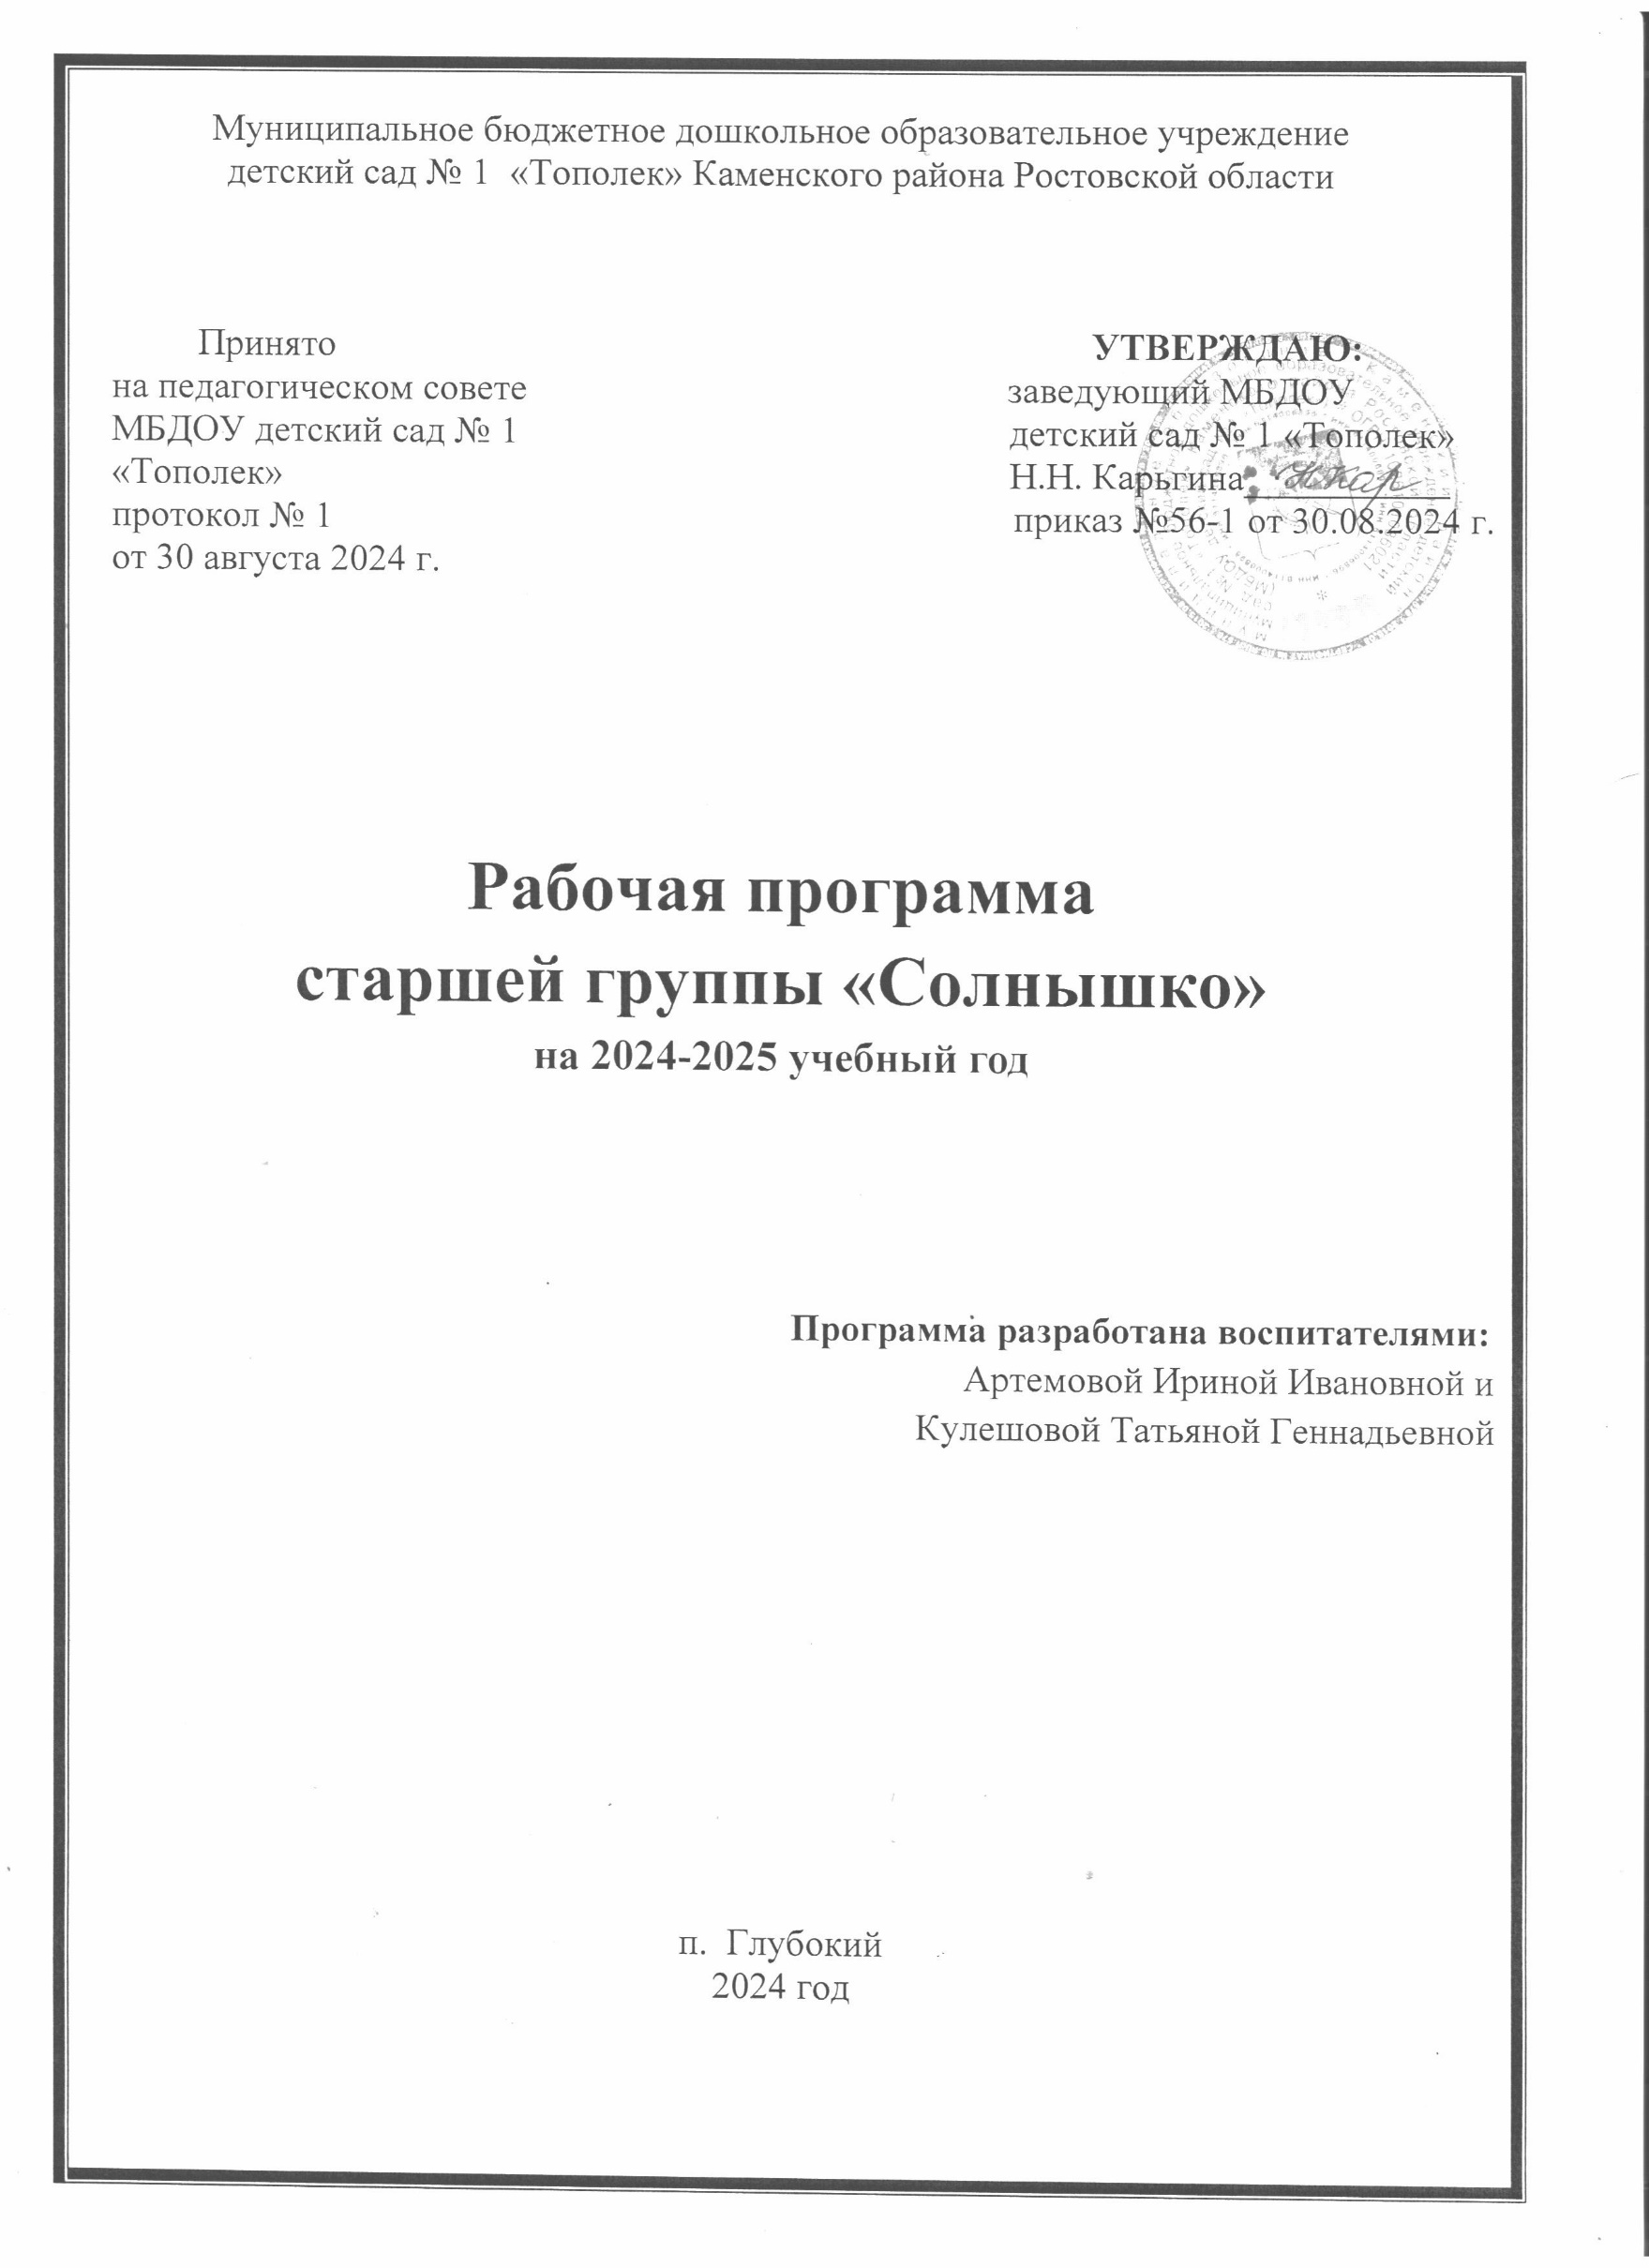 Муниципальное бюджетное дошкольное образовательное учреждение
детский сад № 1 «Тополек» Каменского района Ростовской области
Принято
на педагогическом совете
МБДОУ детский сад № 1
«Тополек»
протокол № 1
от 30 августа 2024 г.
УТВЕРЖДАЮ:
заведующий МБДОУ
детский сад № 1 «Тополек»
Н.Н. Карыгина
приказ №56-1 от 30.08.2024 г.
Рабочая программа
старшей группы «Солнышко»
на 2024-2025 учебный год
Программа разработана воспитателями:
Артемовой Ириной Ивановной и
Кулешовой Татьяной Геннадьевной
п. Глубокий
2024 год